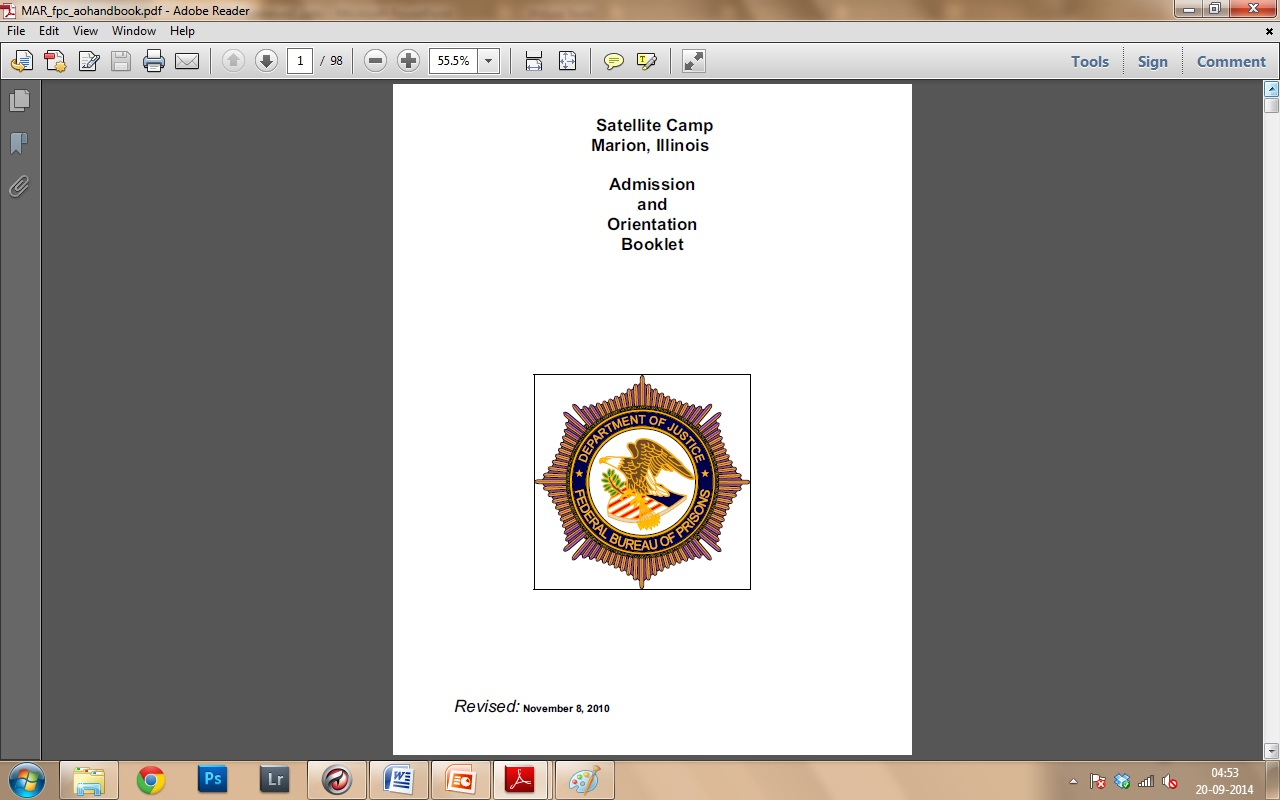 MAR_fpc_aohandbook.pdf - Adobe Reader
File Edit View Window Help
1 / 98 55.5% Tools Sign Comment
Satellite Camp
Marion, Illinois
Admission
and
Orientation
Booklet
DEPARTMENT OF JUSTICE
FEDERAL BUREAU OF PRISONS
Revised: November 8, 2010
Ps Lr W P
04:53
20-09-2014